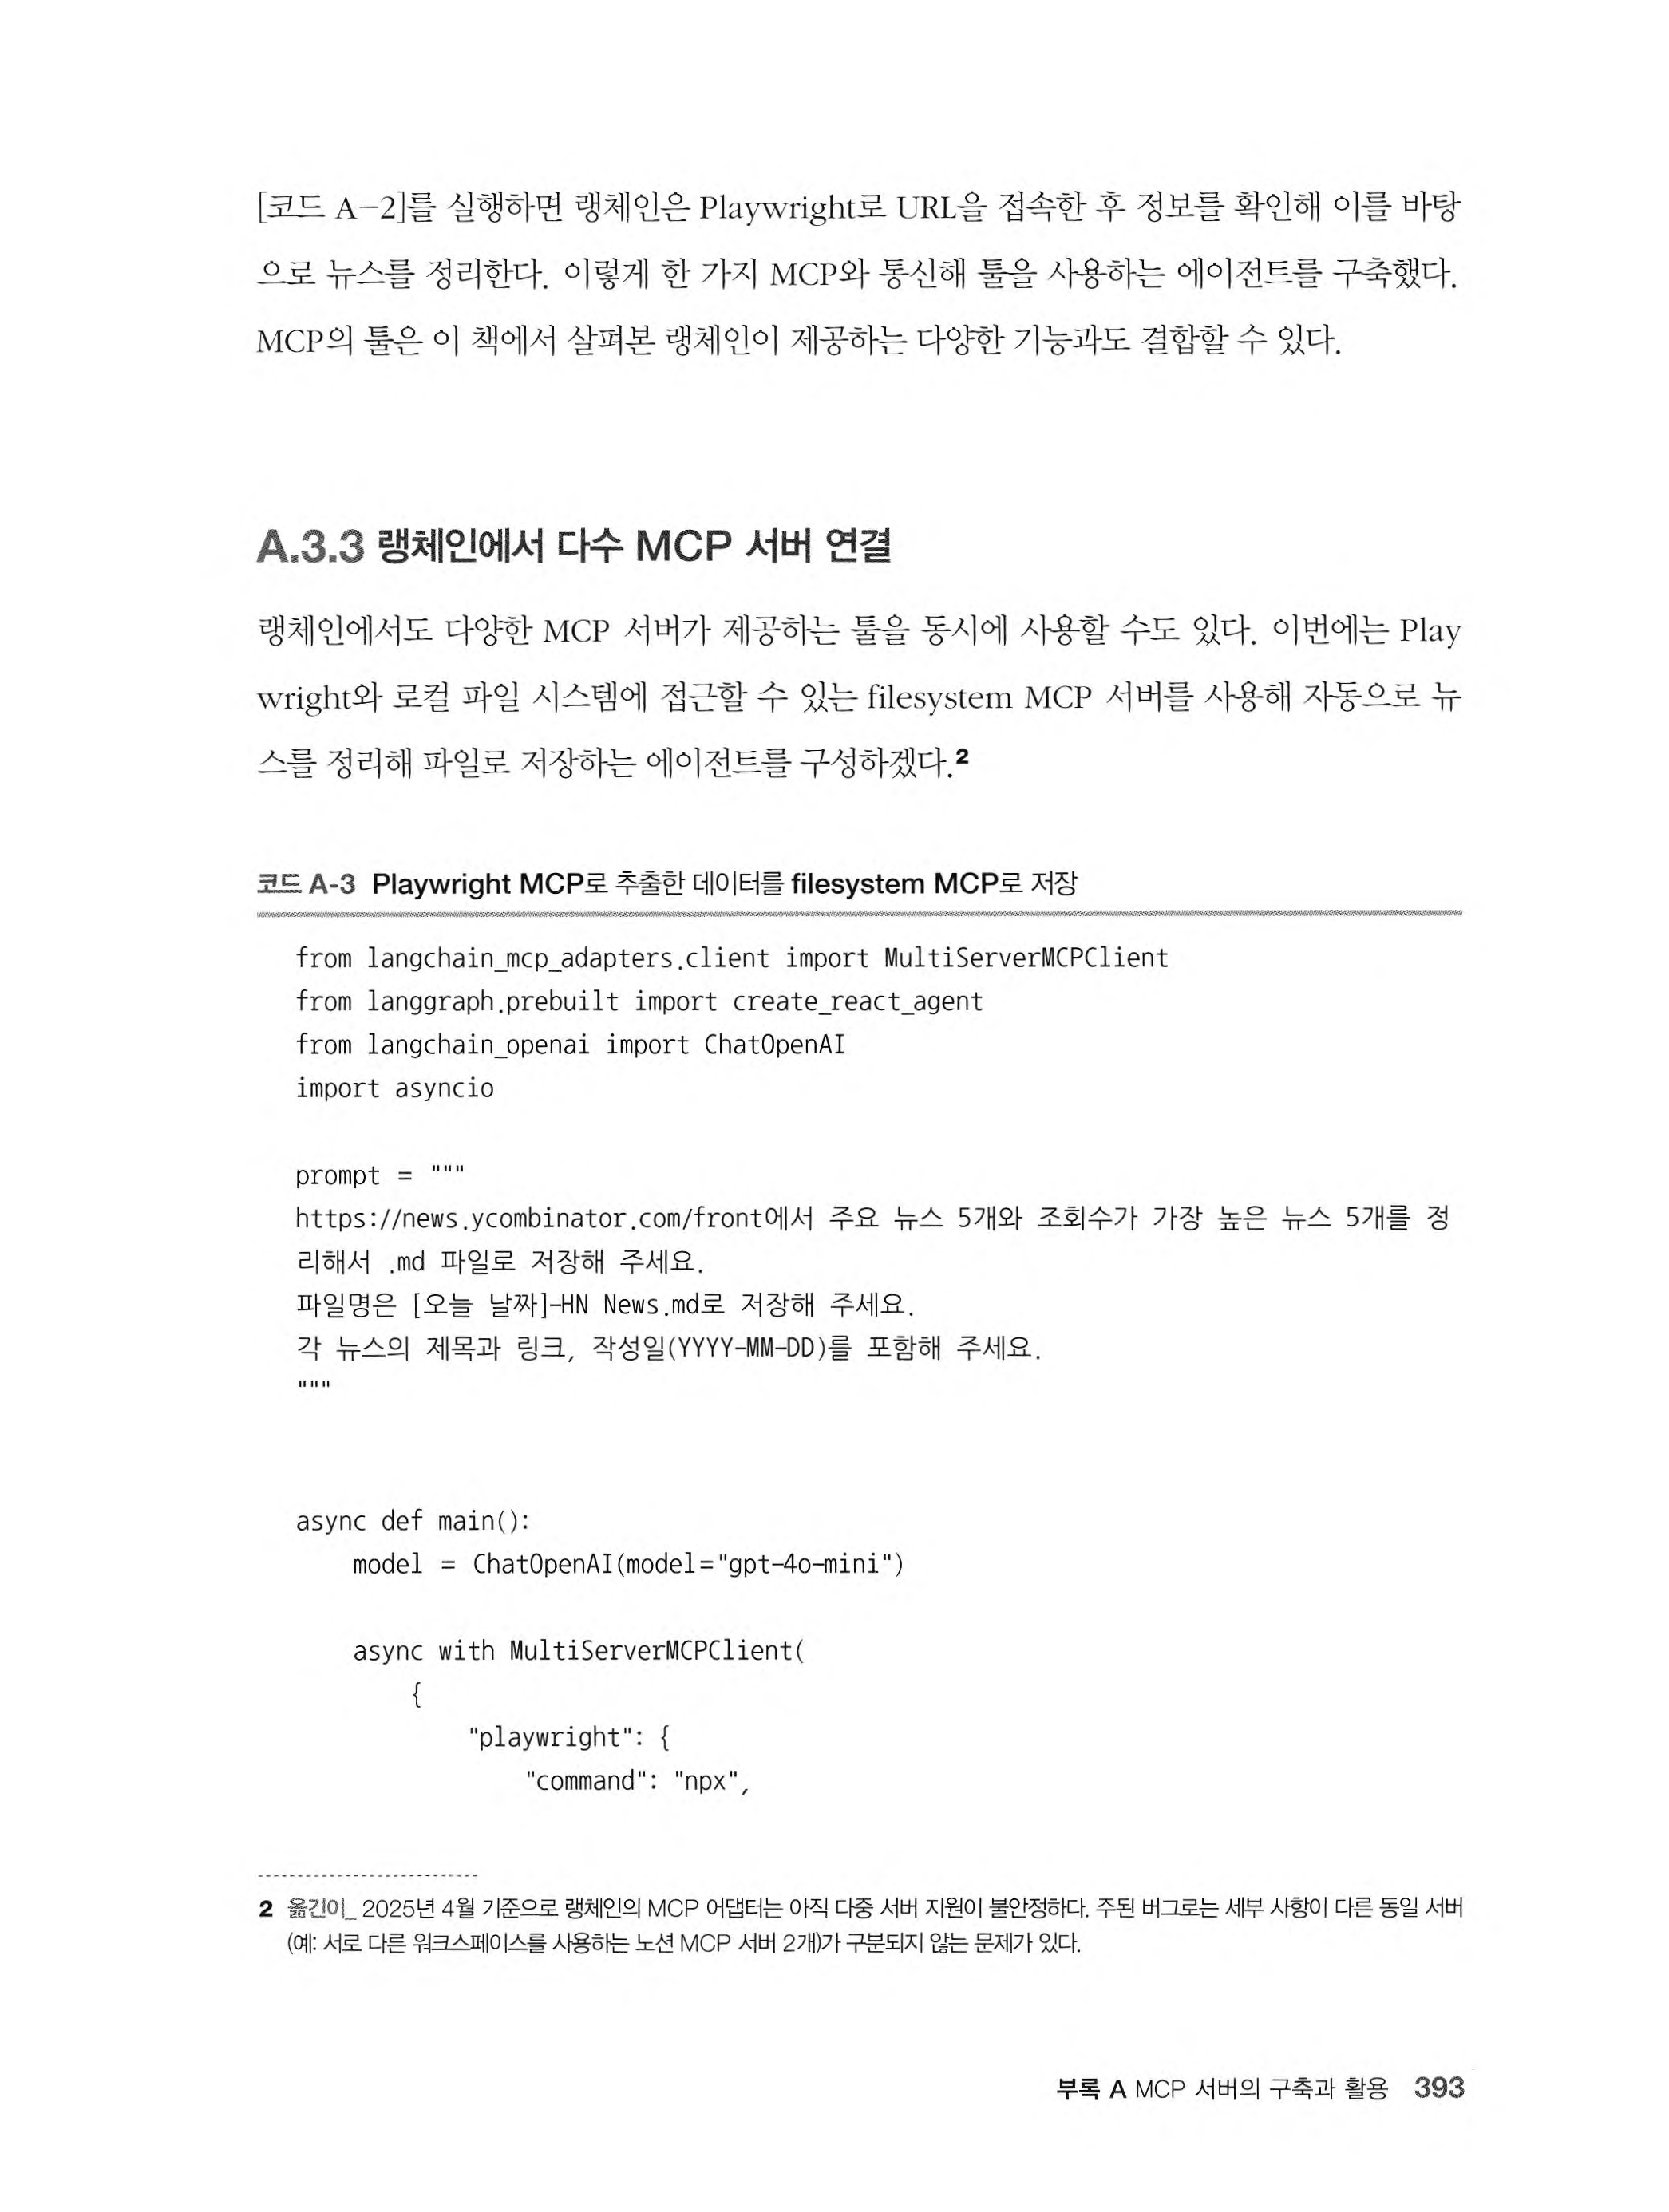 [코드 A-2]를 실행하면 랭체인은 Playwright로 URL을 접속한 후 정보를 확인해 이를 바탕
으로 뉴스를 정리한다. 이렇게 한 가지 MCP와 통신해 툴을 사용하는 에이전트를 구축했다.
MCP의 툴은 이 책에서 살펴본 랭체인이 제공하는 다양한 기능과도 결합할 수 있다.
A.3.3 랭체인에서 다수 MCP 서버 연결
랭체인에서도 다양한 MCP 서버가 제공하는 툴을 동시에 사용할 수도 있다. 이번에는 Play
wright와 로컬 파일 시스템에 접근할 수 있는 filesystem MCP 서버를 사용해 자동으로 뉴
스를 정리해 파일로 저장하는 에이전트를 구성하겠다.2
코드 A-3 Playwright MCP로 추출한 데이터를 filesystem MCP로 저장
from langchain_mcp_adapters.client import MultiServerMCPClient
from langgraph.prebuilt import create_react_agent
from langchain_openai import ChatOpenAI
import asyncio
prompt = """
https://news.ycombinator.com/front에서 주요 뉴스 5개와 조회수가 가장 높은 뉴스 5개를 정
리해서 .md 파일로 저장해 주세요.
파일명은 [오늘 날짜]-HN News.md로 저장해 주세요.
각 뉴스의 제목과 링크, 작성일(YYYY-MM-DD)를 포함해 주세요.
"""
async def main():
    model = ChatOpenAI(model="gpt-4o-mini")
    async with MultiServerMCPClient(
        {
            "playwright": {
                "command": "npx",
2 옮긴이_ 2025년 4월 기준으로 랭체인의 MCP 어댑터는 아직 다중 서버 지원이 불안정하다. 주된 버그로는 세부 사항이 다른 동일 서버
(예: 서로 다른 워크스페이스를 사용하는 노션 MCP 서버 2개)가 구분되지 않는 문제가 있다.
부록 A MCP 서버의 구축과 활용 393